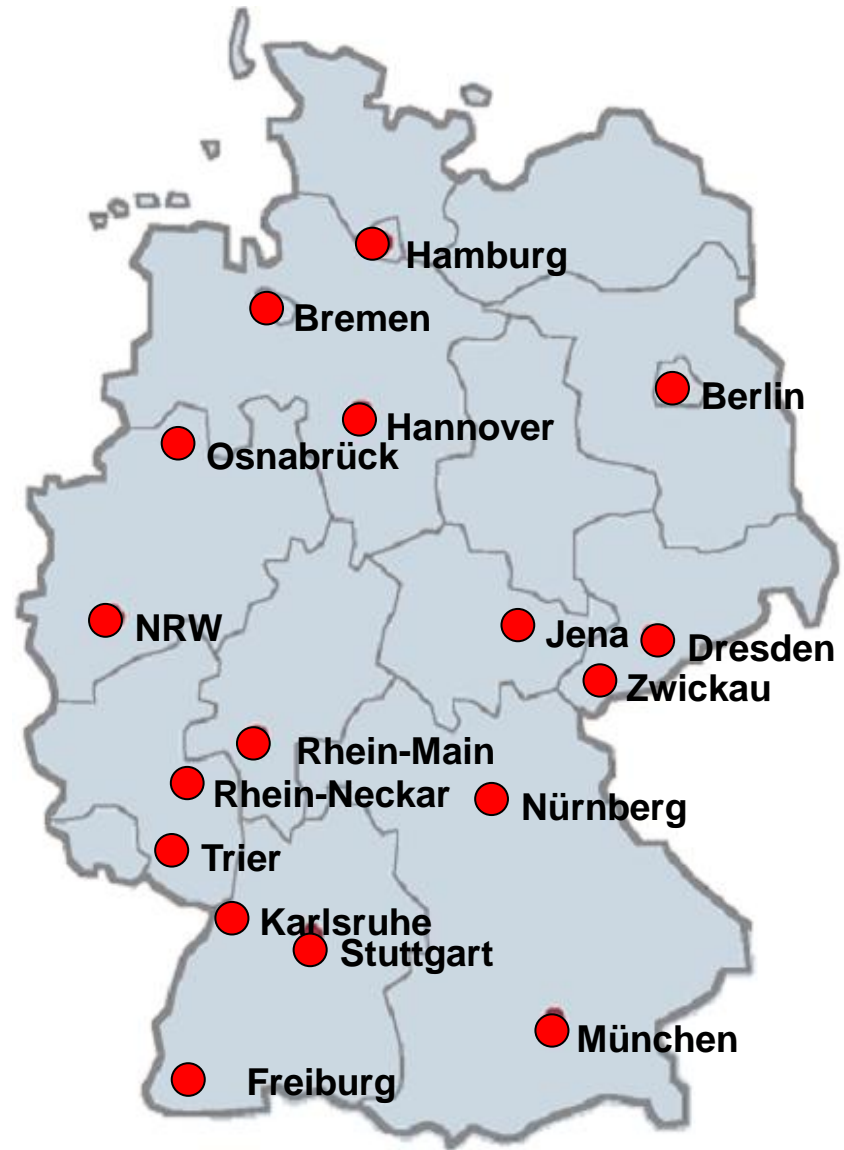 Hamburg
Bremen
Berlin
Hannover
Osnabrück
NRW
Jena
Dresden
Zwickau
Rhein-Main
Rhein-Neckar
Nürnberg
Trier
Karlsruhe
Stuttgart
München
Freiburg